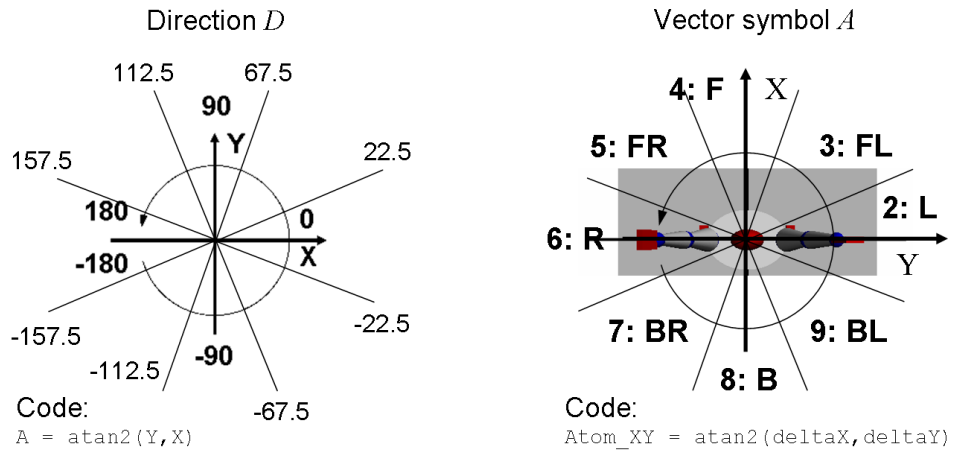 Direction D
112.5
67.5
90
Y
157.5
22.5
180
0
-180
X
-157.5
-22.5
-90
-112.5
-67.5
Code:
A = atan2(Y,X)
Vector symbol A
4: F
X
5: FR
3: FL
2: L
6: R
Y
7: BR
9: BL
8: B
Code:
Atom_XY = atan2(deltaX,deltaY)